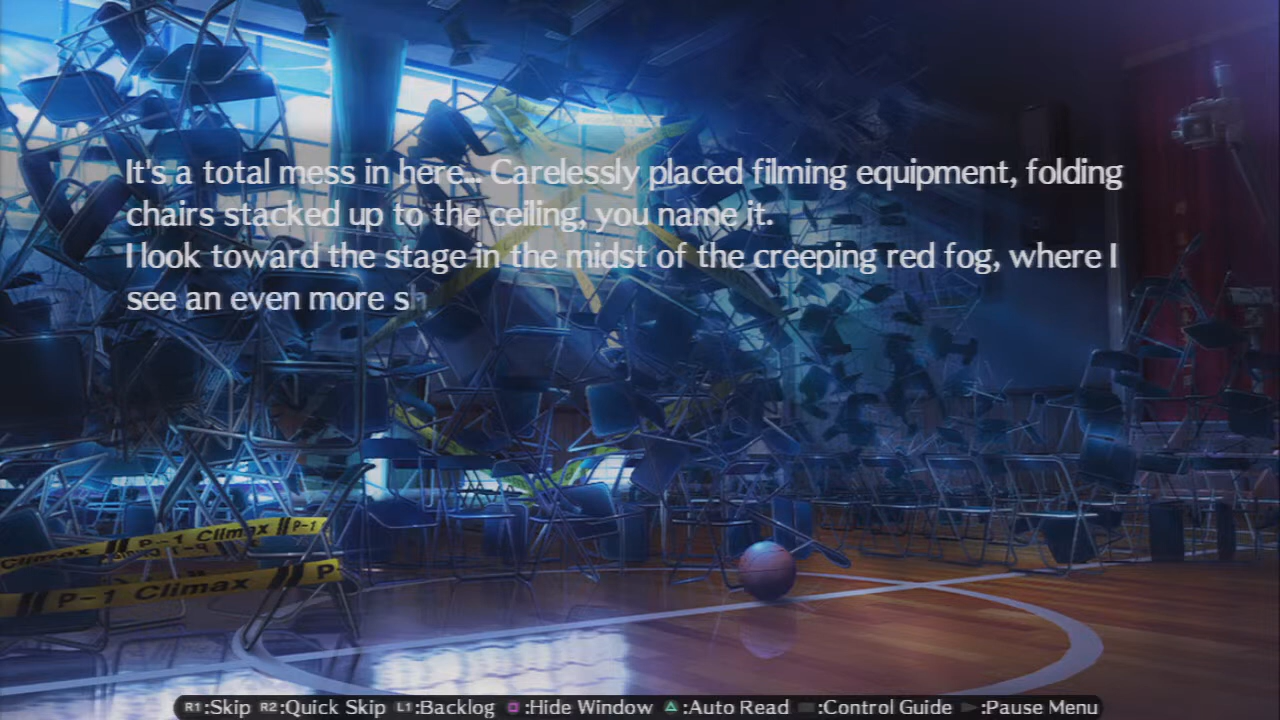 It's a total mess in here... Carelessly placed filming equipment, folding
chairs stacked up to the ceiling, you name it.
I look toward the stage in the midst of the creeping red fog, where I
see an even more s
Climax || P-1 Climax || P-1
P-1 Climax || P
R1:Skip R2:Quick Skip L1:Backlog :Hide Window :Auto Read :Control Guide :Pause Menu